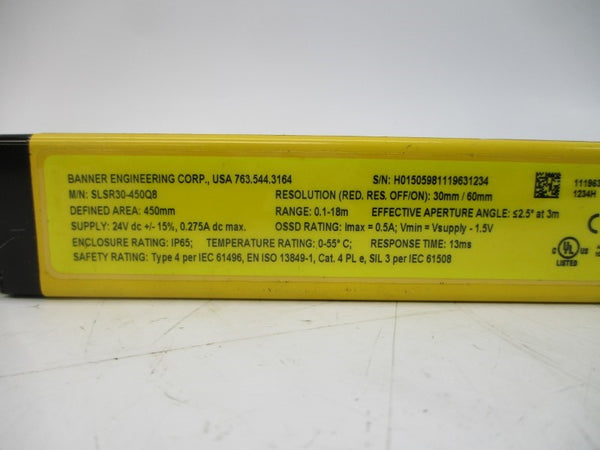 BANNER ENGINEERING CORP., USA 763.544.3164 S/N: H01505981119631234
M/N: SLSR30-450Q8 RESOLUTION (RED. RES. OFF/ON): 30mm / 60mm
DEFINED AREA: 450mm RANGE: 0.1-18m EFFECTIVE APERTURE ANGLE: ≤2.5° at 3m
SUPPLY: 24V dc +/- 15%, 0.275A dc max. OSSD RATING: Imax = 0.5A; Vmin = Vsupply - 1.5V
ENCLOSURE RATING: IP65; TEMPERATURE RATING: 0-55° C; RESPONSE TIME: 13ms
SAFETY RATING: Type 4 per IEC 61496, EN ISO 13849-1, Cat. 4 PL e, SIL 3 per IEC 61508
111963
1234H
C UL US
LISTED